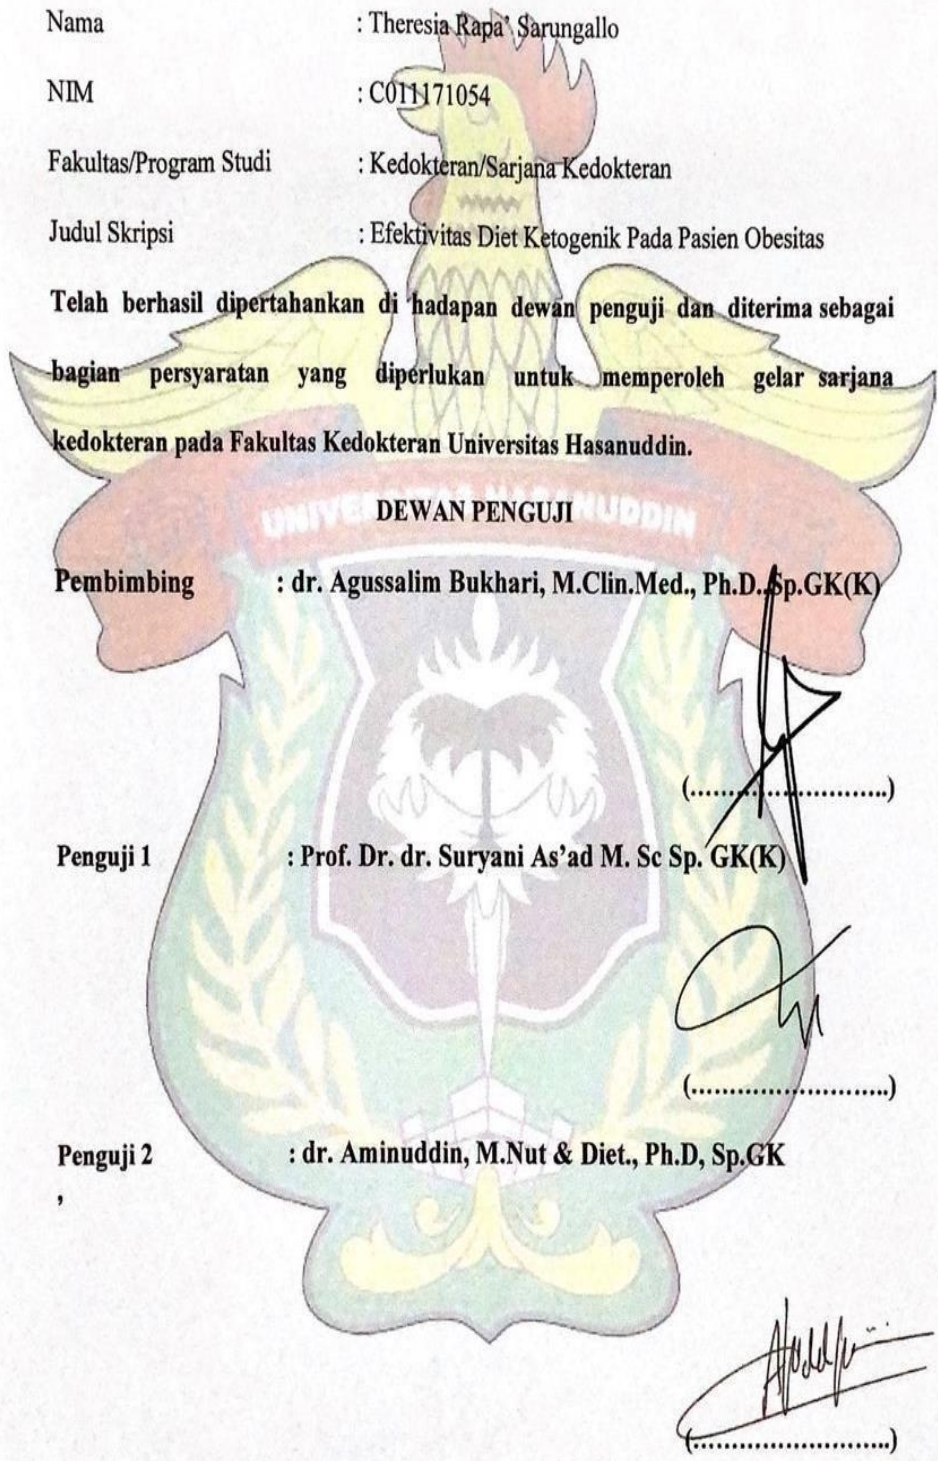 Nama : Theresia Rapa' Sarungallo
NIM : C011171054
Fakultas/Program Studi : Kedokteran/Sarjana Kedokteran
Judul Skripsi : Efektivitas Diet Ketogenik Pada Pasien Obesitas
Telah berhasil dipertahankan di hadapan dewan penguji dan diterima sebagai
bagian persyaratan yang diperlukan untuk memperoleh gelar sarjana
kedokteran pada Fakultas Kedokteran Universitas Hasanuddin.
UNIVERSITAS HASANUDDIN
DEWAN PENGUJI
Pembimbing : dr. Agussalim Bukhari, M.Clin.Med., Ph.D.,Sp.GK(K)
(..........................)
Penguji 1 : Prof. Dr. dr. Suryani As'ad M. Sc Sp. GK(K)
(..........................)
Penguji 2 : dr. Aminuddin, M.Nut & Diet., Ph.D, Sp.GK
,
(..........................)